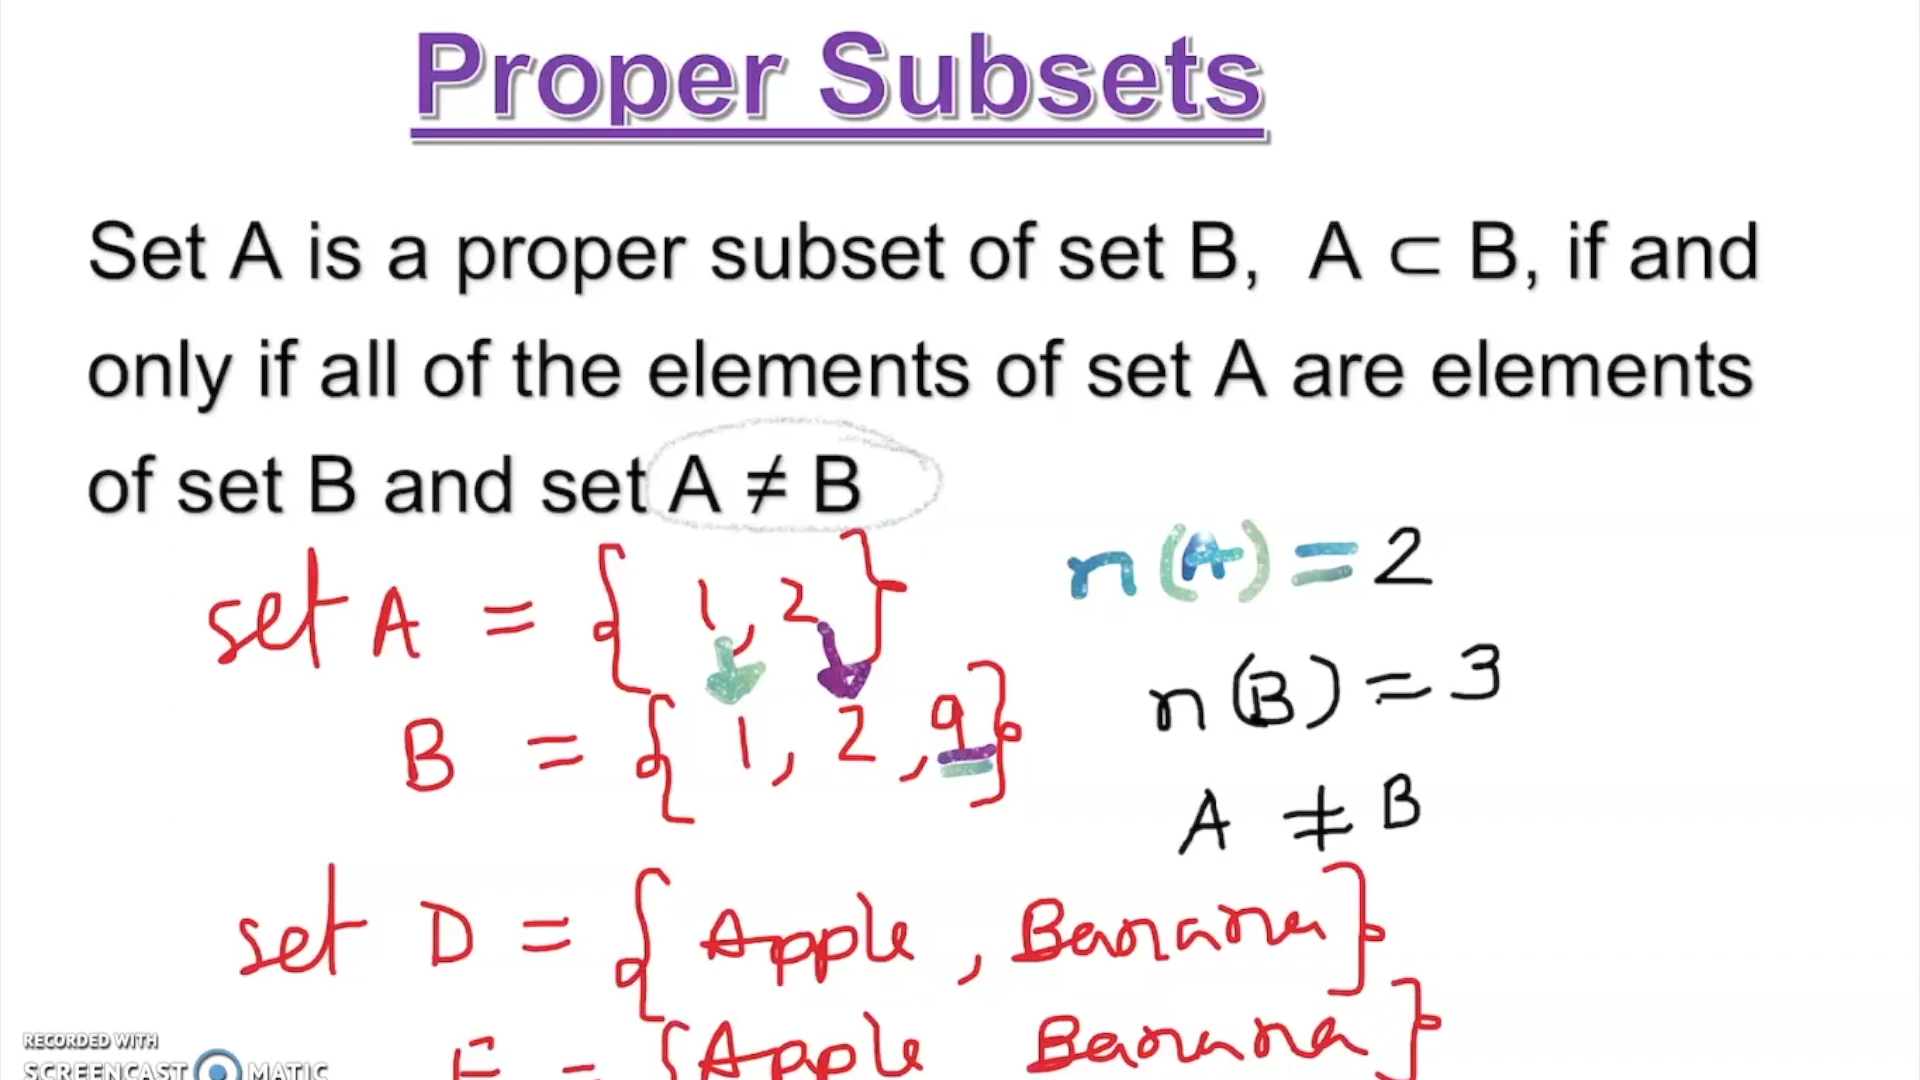 Proper Subsets
Set A is a proper subset of set B, A ⊂ B, if and
only if all of the elements of set A are elements
of set B and set A ≠ B
set A = { 1, 2 }
n(A) = 2
B = { 1, 2, 9 }
n(B) = 3
A ≠ B
set D = { Apple, Banana }
= { Apple Banana }
RECORDED WITH
SCREENCAST MATIC